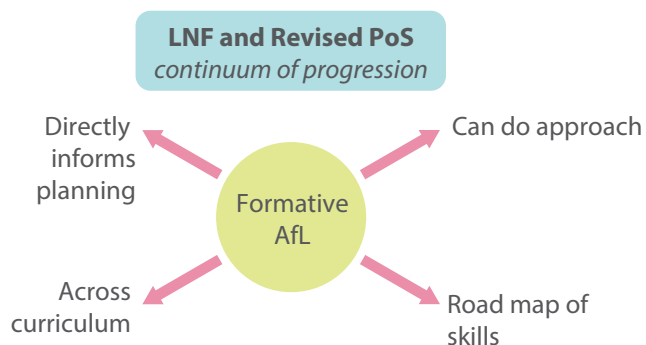 LNF and Revised PoS
continuum of progression
Directly
informs
planning
Can do approach
Formative
AfL
Across
curriculum
Road map of
skills